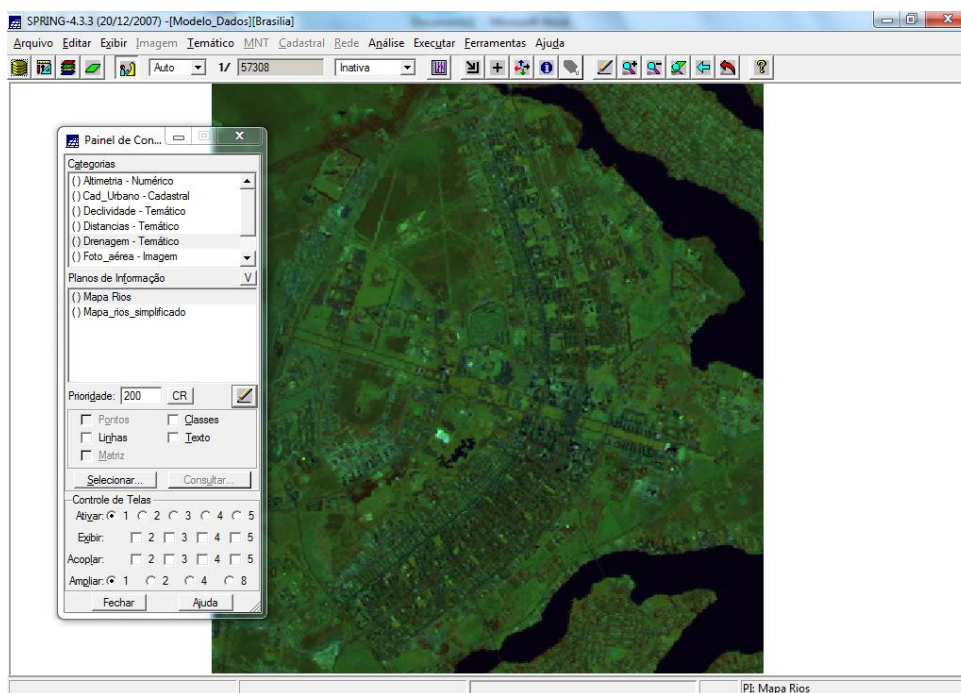 SPRING-4.3.3 (20/12/2007) -[Modelo_Dados][Brasilia]
Arquivo Editar Exibir Imagem Temático MNT Cadastral Rede Análise Executar Ferramentas Ajuda
Auto 1/ 57308 Inativa
Painel de Con...
Categorias
( ) Altimetria - Numérico
( ) Cad_Urbano - Cadastral
( ) Declividade - Temático
( ) Distancias - Temático
( ) Drenagem - Temático
( ) Foto_aérea - Imagem
Planos de Informação V
( ) Mapa Rios
( ) Mapa_rios_simplificado
Prioridade: 200 CR
Pontos Classes
Linhas Texto
Matriz
Selecionar... Consultar...
Controle de Telas
Ativar: 1 2 3 4 5
Exibir: 2 3 4 5
Acoplar: 2 3 4 5
Ampliar: 1 2 4 8
Fechar Ajuda
PI: Mapa Rios